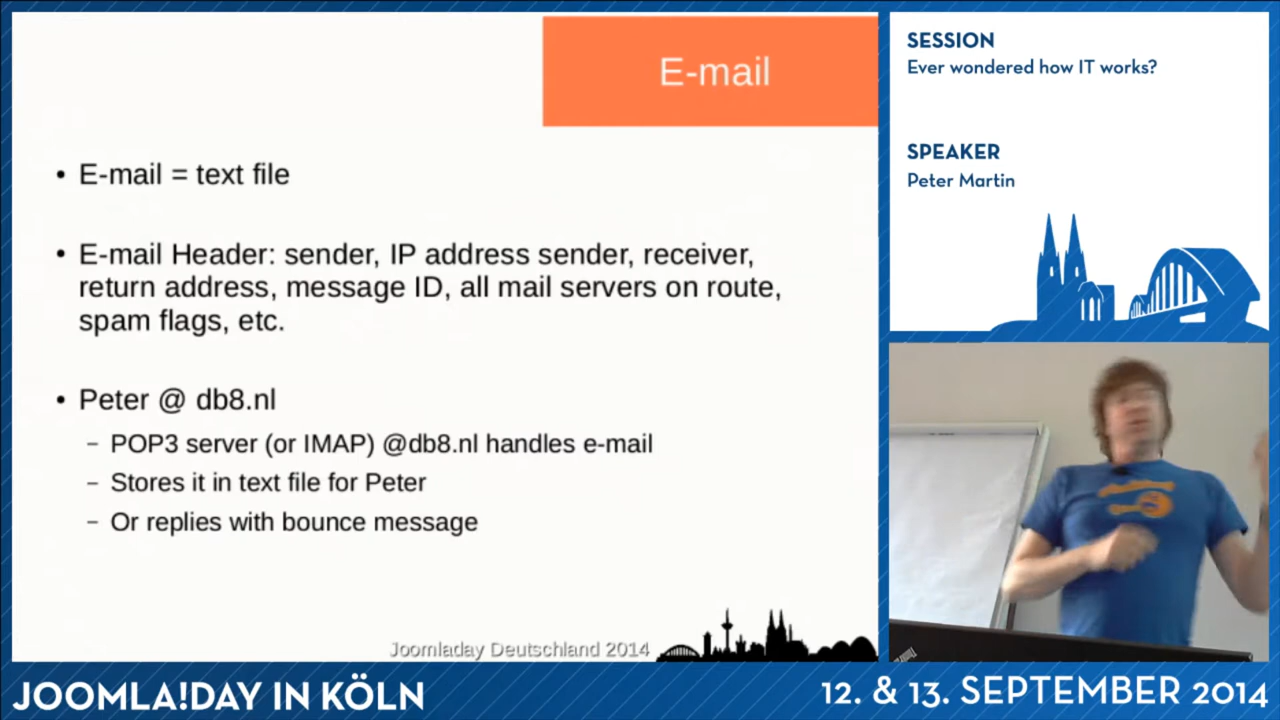 E-mail
• E-mail = text file
• E-mail Header: sender, IP address sender, receiver,
return address, message ID, all mail servers on route,
spam flags, etc.
• Peter @ db8.nl
– POP3 server (or IMAP) @db8.nl handles e-mail
– Stores it in text file for Peter
– Or replies with bounce message
Joomladay Deutschland 2014
SESSION
Ever wondered how IT works?
SPEAKER
Peter Martin
JOOMLA!DAY IN KÖLN
12. & 13. SEPTEMBER 2014